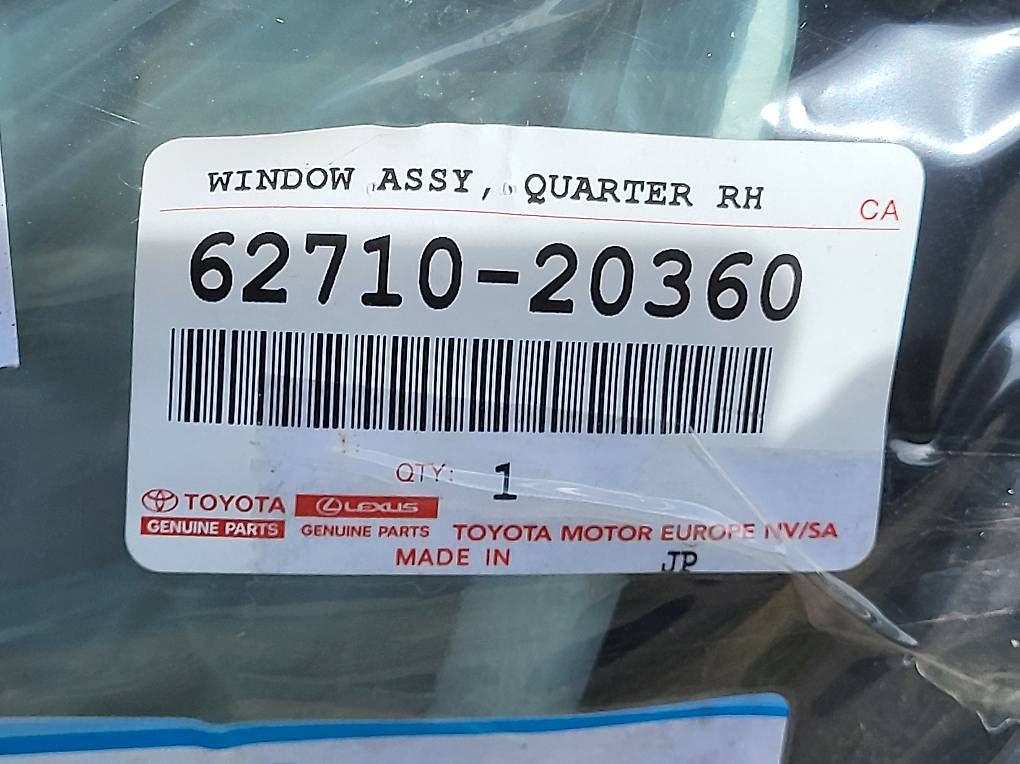 WINDOW ASSY, QUARTER RH
CA
62710-20360
QTY: 1
TOYOTA LEXUS
GENUINE PARTS GENUINE PARTS TOYOTA MOTOR EUROPE NV/SA
MADE IN JP